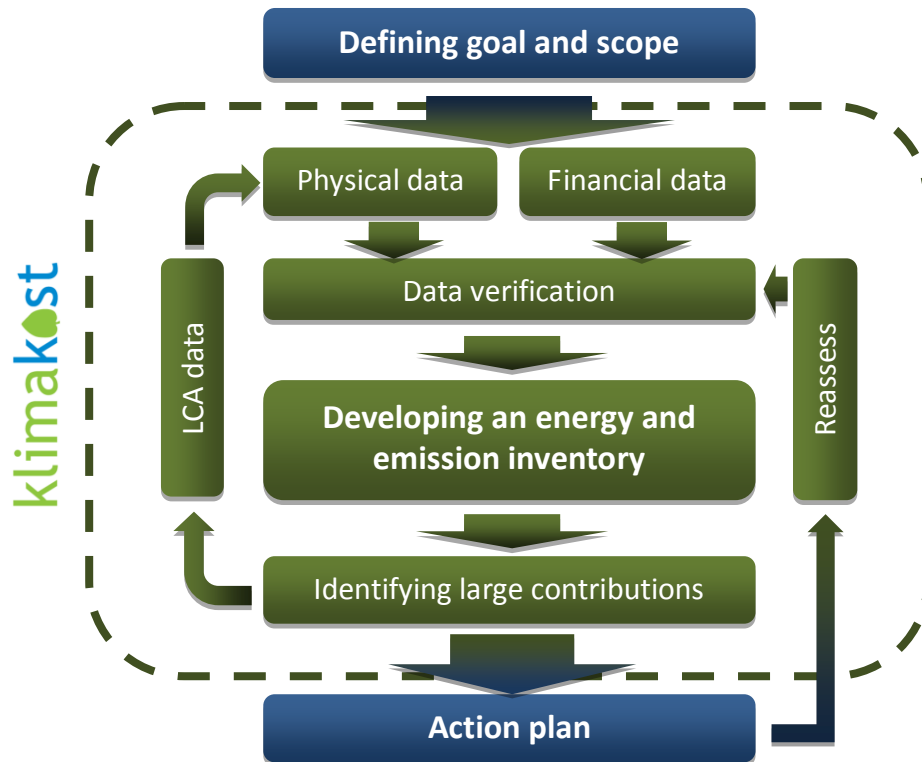 Defining goal and scope
Physical data
Financial data
Data verification
klimakost
LCA data
Developing an energy and
emission inventory
Reassess
Identifying large contributions
Action plan